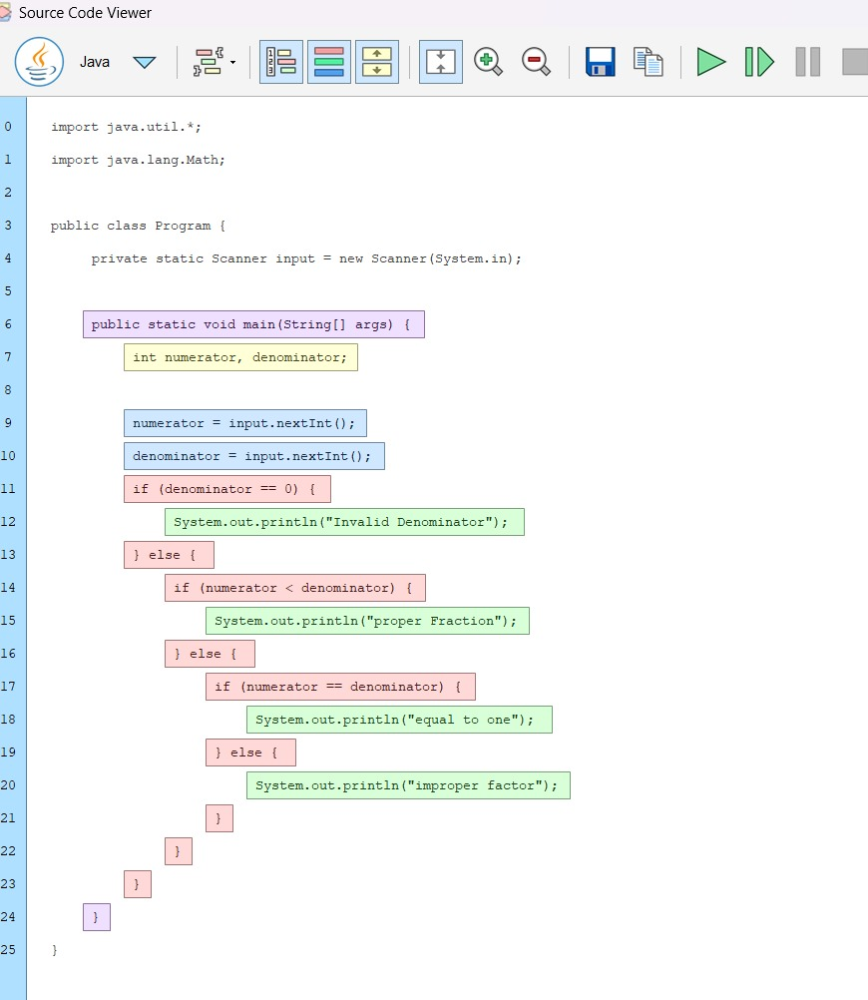 Source Code Viewer
Java
0 import java.util.*;
1 import java.lang.Math;
2
3 public class Program {
4 private static Scanner input = new Scanner(System.in);
5
6 public static void main(String[] args) {
7 int numerator, denominator;
8
9 numerator = input.nextInt();
10 denominator = input.nextInt();
11 if (denominator == 0) {
12 System.out.println("Invalid Denominator");
13 } else {
14 if (numerator < denominator) {
15 System.out.println("proper Fraction");
16 } else {
17 if (numerator == denominator) {
18 System.out.println("equal to one");
19 } else {
20 System.out.println("improper factor");
21 }
22 }
23 }
24 }
25 }